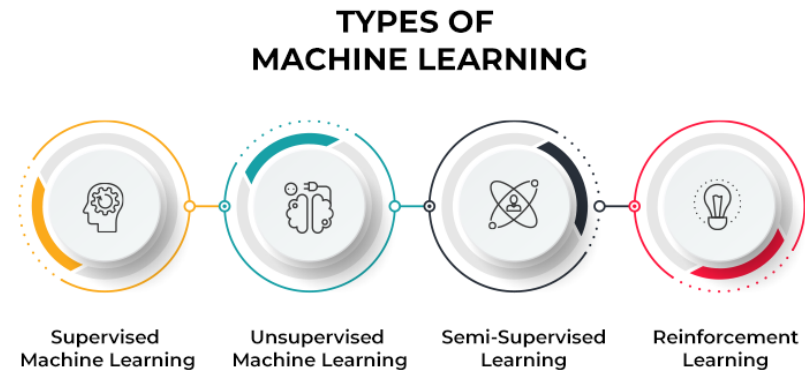 TYPES OF
MACHINE LEARNING
Supervised
Machine Learning
Unsupervised
Machine Learning
Semi-Supervised
Learning
Reinforcement
Learning